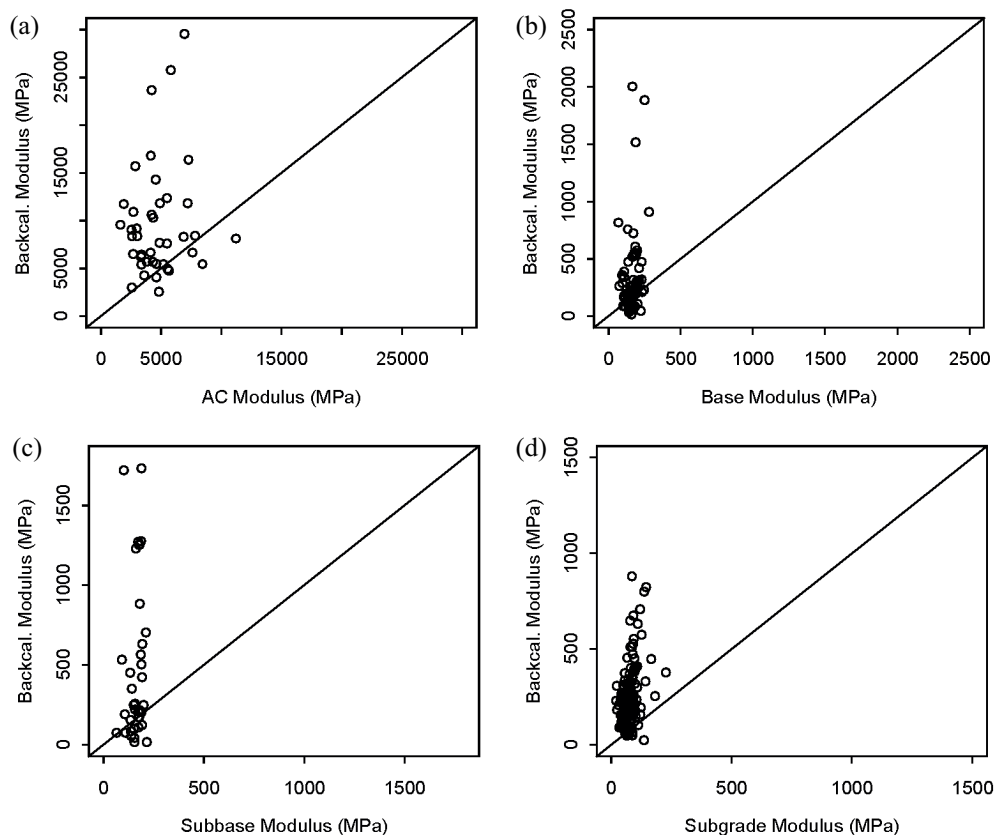 (a)
Backcal. Modulus (MPa)
0 5000 15000 25000
0 5000 15000 25000
AC Modulus (MPa)
(b)
Backcal. Modulus (MPa)
0 500 1000 1500 2000 2500
0 500 1000 1500 2000 2500
Base Modulus (MPa)
(c)
Backcal. Modulus (MPa)
0 500 1000 1500
0 500 1000 1500
Subbase Modulus (MPa)
(d)
Backcal. Modulus (MPa)
0 500 1000 1500
0 500 1000 1500
Subgrade Modulus (MPa)